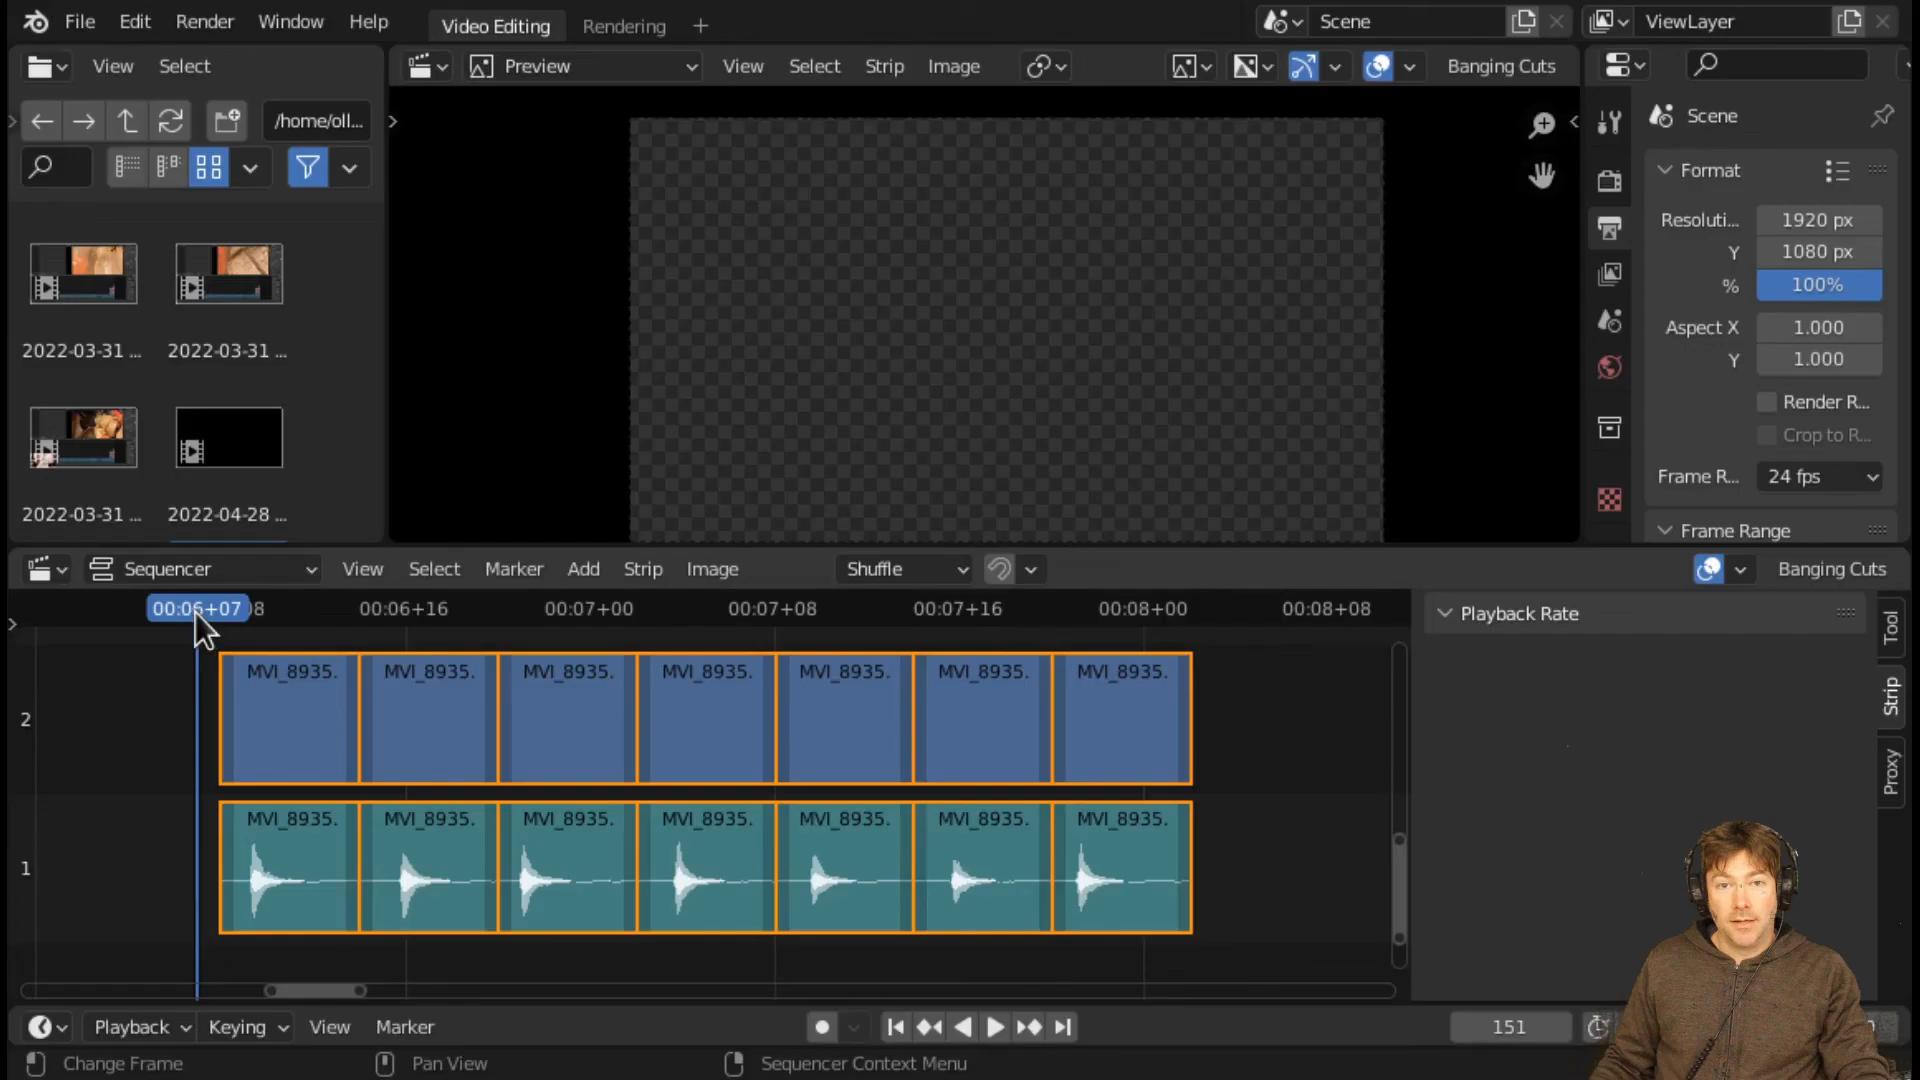 File Edit Render Window Help Video Editing Rendering + Scene ViewLayer
View Select Preview View Select Strip Image Banging Cuts
/home/oll... Scene
Format
Resoluti... 1920 px
Y 1080 px
% 100%
Aspect X 1.000
Y 1.000
2022-03-31 ... 2022-03-31 ...
Render R...
Crop to R...
Frame R... 24 fps
2022-03-31 ... 2022-04-28 ...
Frame Range
Sequencer View Select Marker Add Strip Image Shuffle Banging Cuts
00:06+07 8 00:06+16 00:07+00 00:07+08 00:07+16 00:08+00 00:08+08
Playback Rate
Tool
Strip
Proxy
2 MVI_8935. MVI_8935. MVI_8935. MVI_8935. MVI_8935. MVI_8935. MVI_8935.
1 MVI_8935. MVI_8935. MVI_8935. MVI_8935. MVI_8935. MVI_8935. MVI_8935.
Playback Keying View Marker 151
Change Frame Pan View Sequencer Context Menu